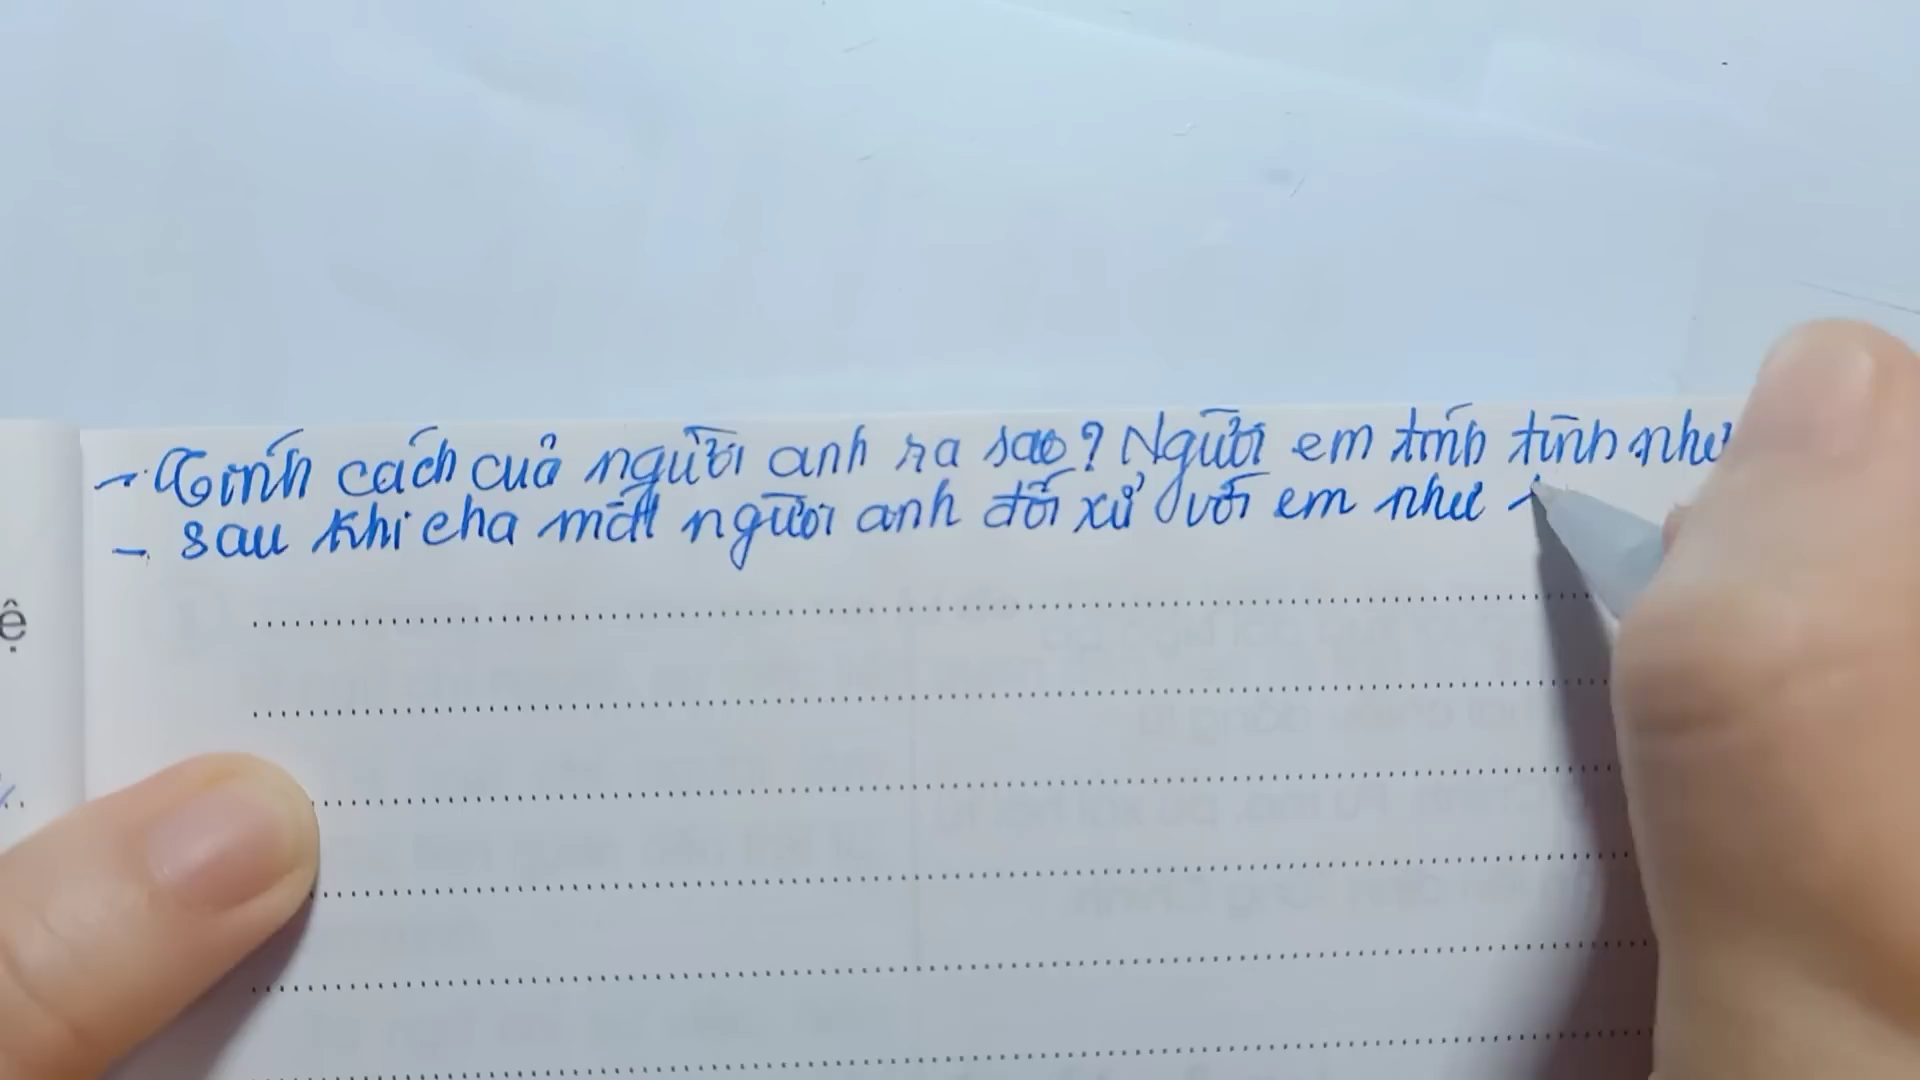 - Tính cách của người anh ra sao? Người em tính tình như
- sau khi cha mất người anh đối xử với em như
ệ